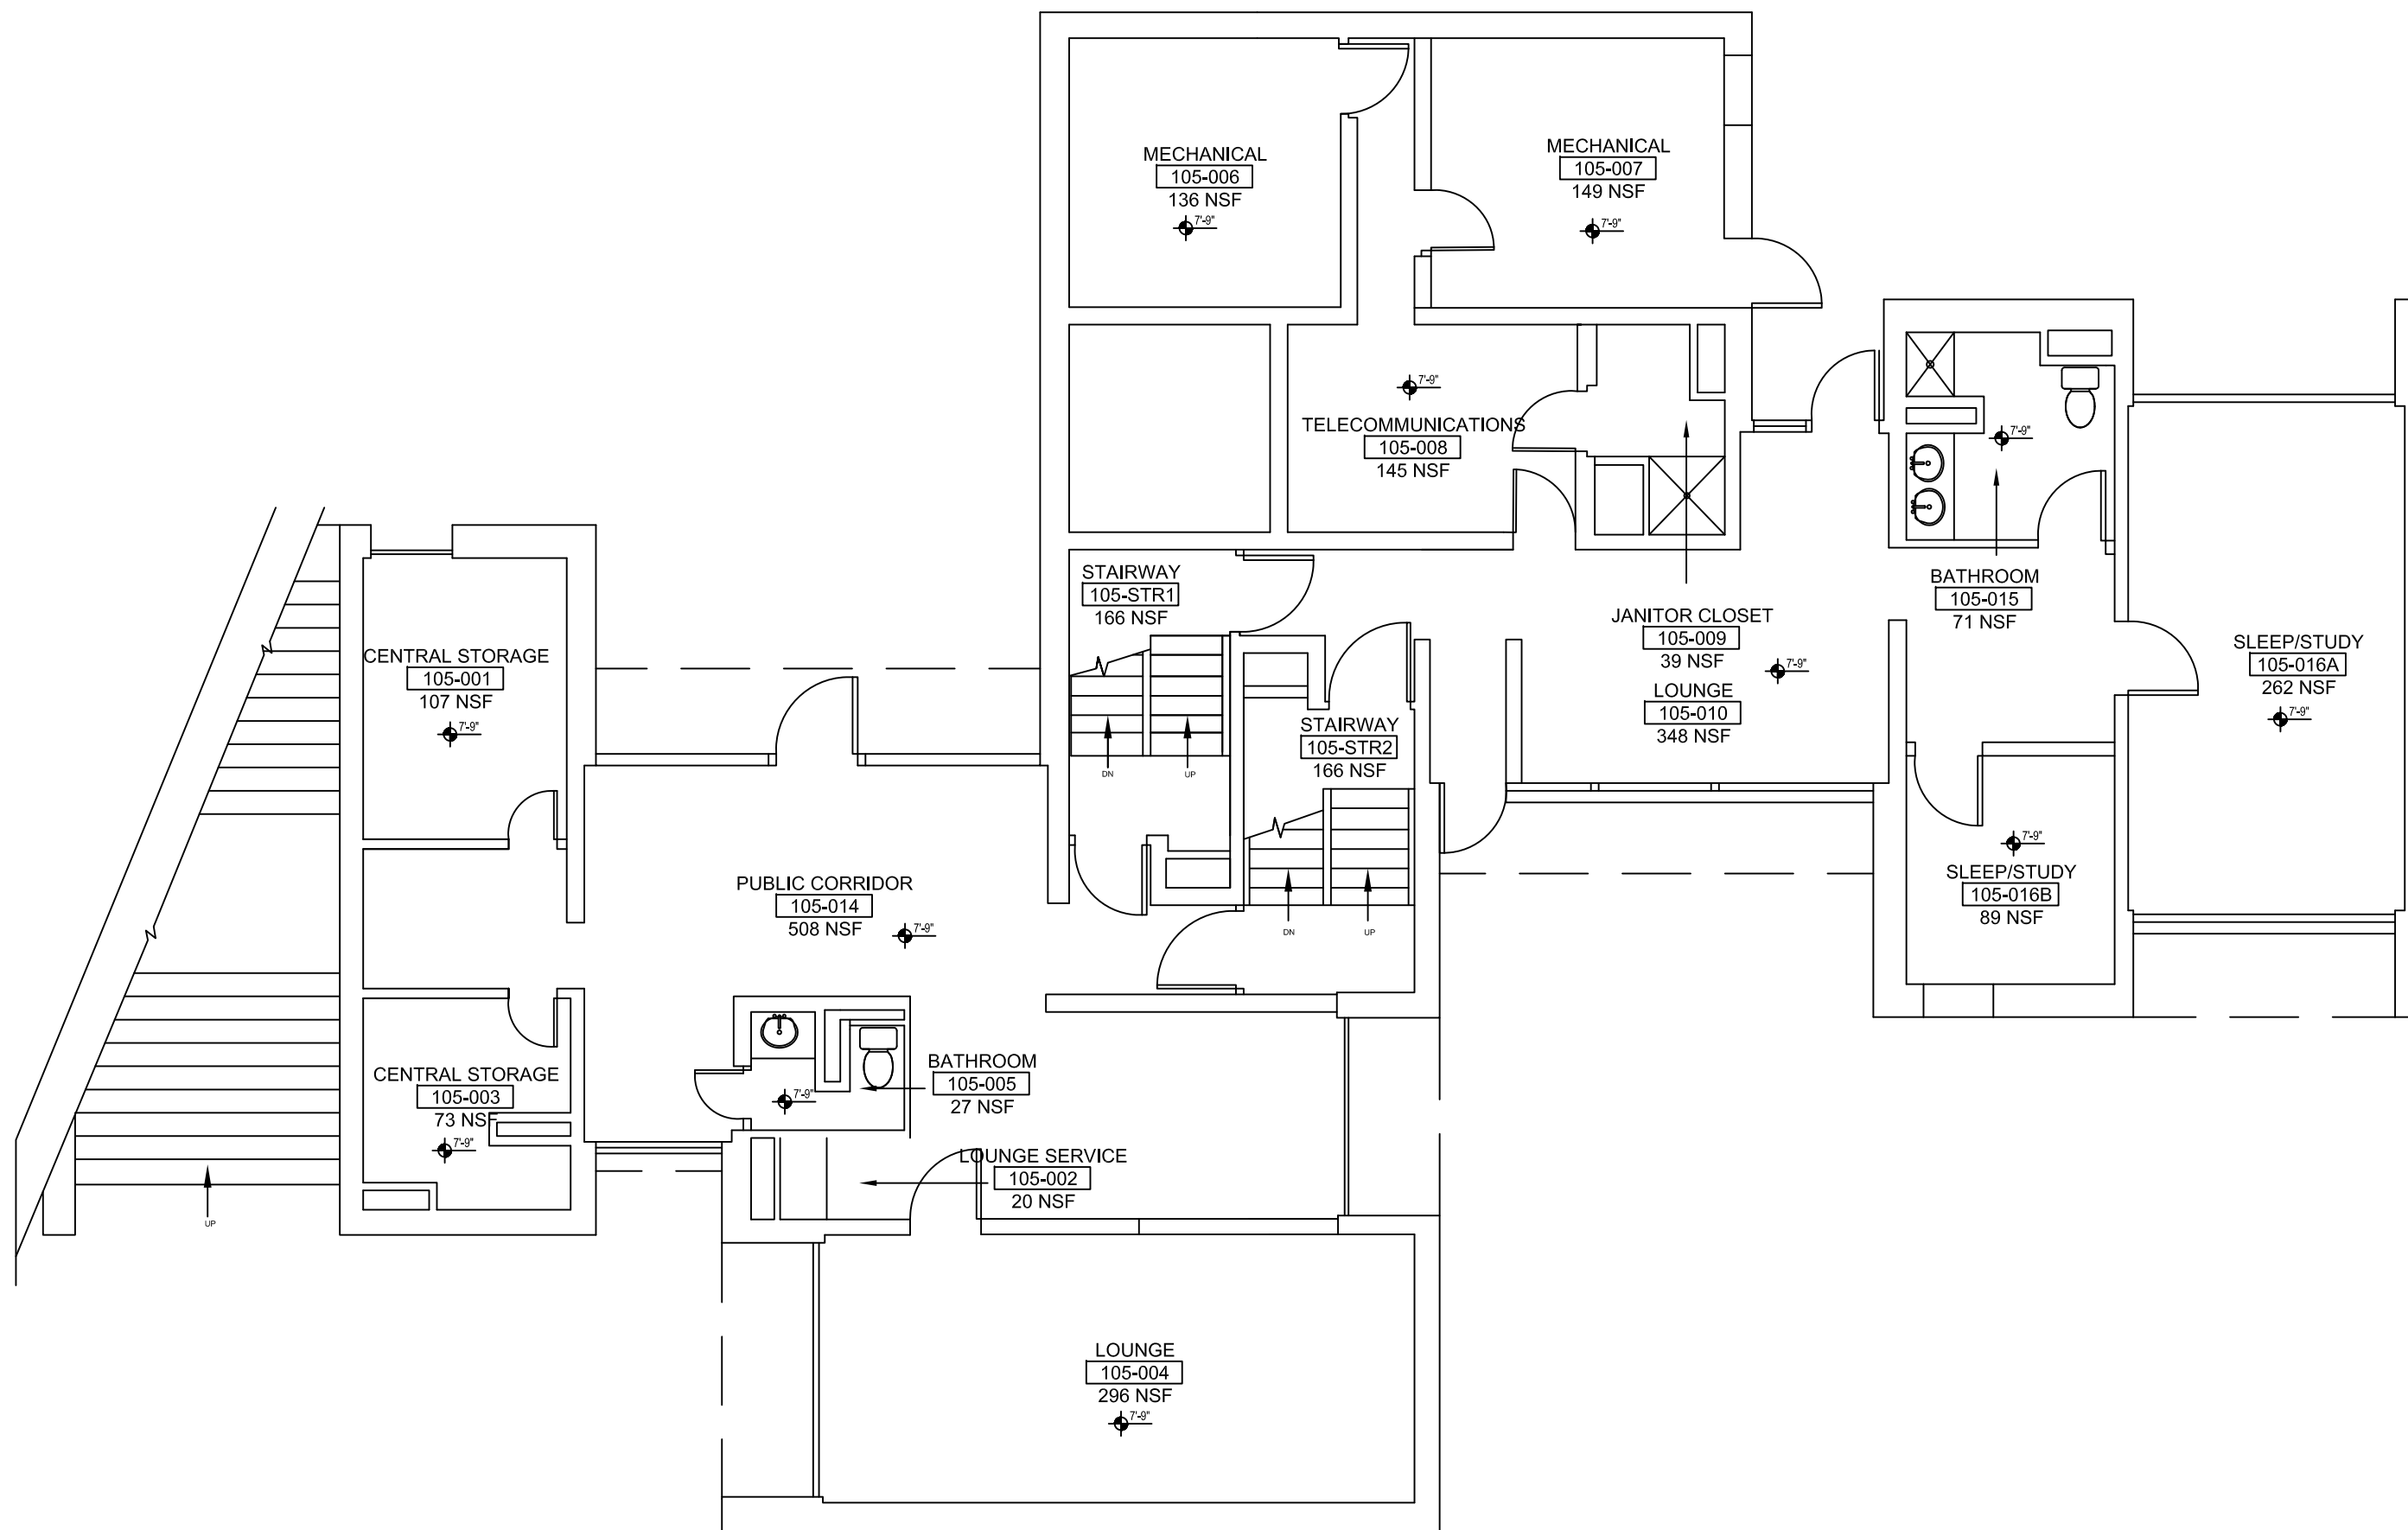 MECHANICAL
105-006
136 NSF
7'-9"
MECHANICAL
105-007
149 NSF
7'-9"
7'-9"
TELECOMMUNICATIONS
105-008
145 NSF
7'-9"
BATHROOM
105-015
71 NSF
STAIRWAY
105-STR1
166 NSF
DN
UP
JANITOR CLOSET
105-009
39 NSF
7'-9"
LOUNGE
105-010
348 NSF
SLEEP/STUDY
105-016A
262 NSF
7'-9"
CENTRAL STORAGE
105-001
107 NSF
7'-9"
STAIRWAY
105-STR2
166 NSF
DN
UP
7'-9"
SLEEP/STUDY
105-016B
89 NSF
PUBLIC CORRIDOR
105-014
508 NSF
7'-9"
CENTRAL STORAGE
105-003
73 NSF
7'-9"
UP
BATHROOM
105-005
27 NSF
7'-9"
LOUNGE SERVICE
105-002
20 NSF
LOUNGE
105-004
296 NSF
7'-9"